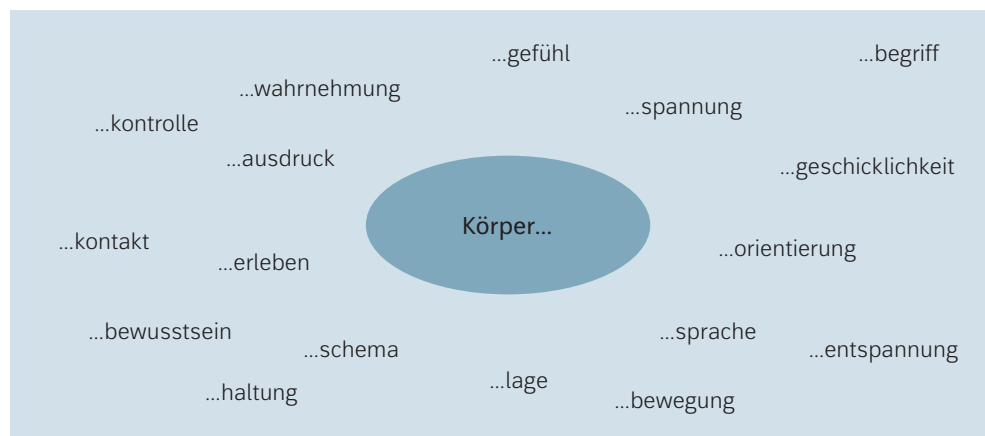 ...gefühl
...begriff
...wahrnehmung
...spannung
...kontrolle
...ausdruck
...geschicklichkeit
Körper...
...kontakt
...orientierung
...erleben
...bewusstsein
...sprache
...schema
...entspannung
...lage
...haltung
...bewegung